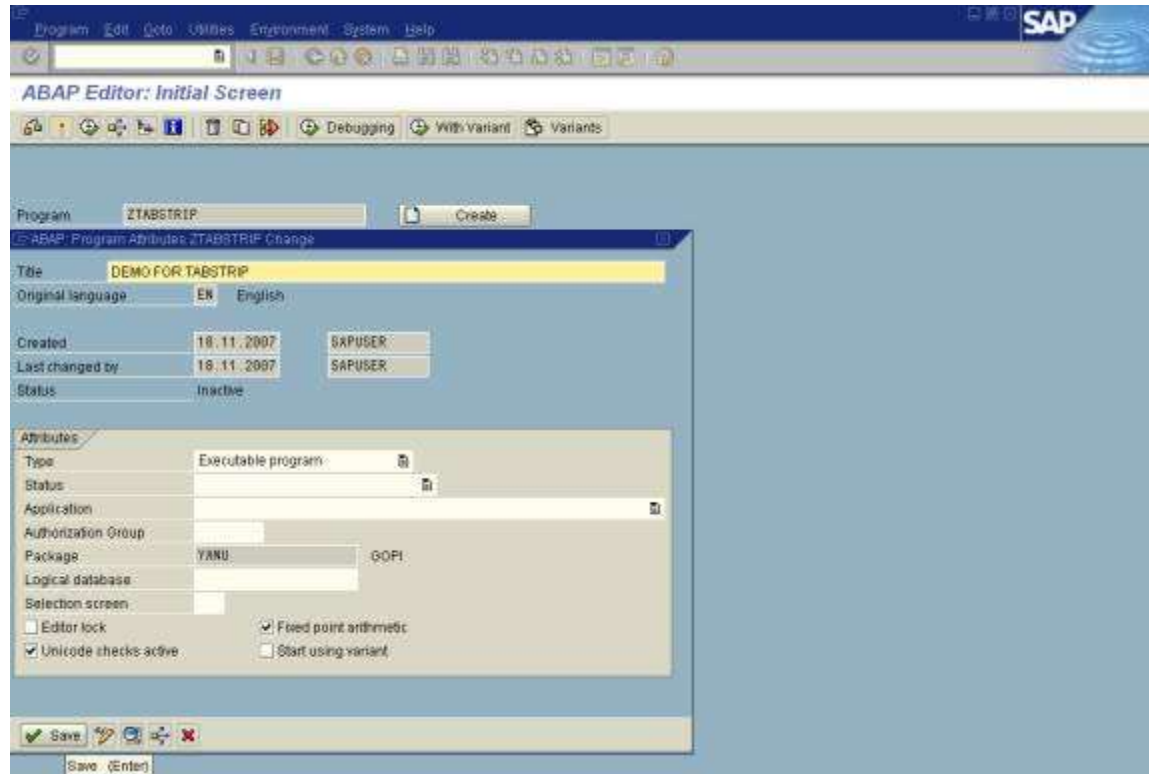 Program Edit Goto Utilities Environment System Help
SAP
ABAP Editor: Initial Screen
Debugging With Variant Variants
Program ZTABSTRIP Create
ABAP: Program Attributes ZTABSTRIP Change
Title DEMO FOR TABSTRIP
Original language EN English
Created 18.11.2007 SAPUSER
Last changed by 18.11.2007 SAPUSER
Status Inactive
Attributes
Type Executable program
Status
Application
Authorization Group
Package YANU GOPI
Logical database
Selection screen
Editor lock Fixed point arithmetic
Unicode checks active Start using variant
Save
Save (Enter)